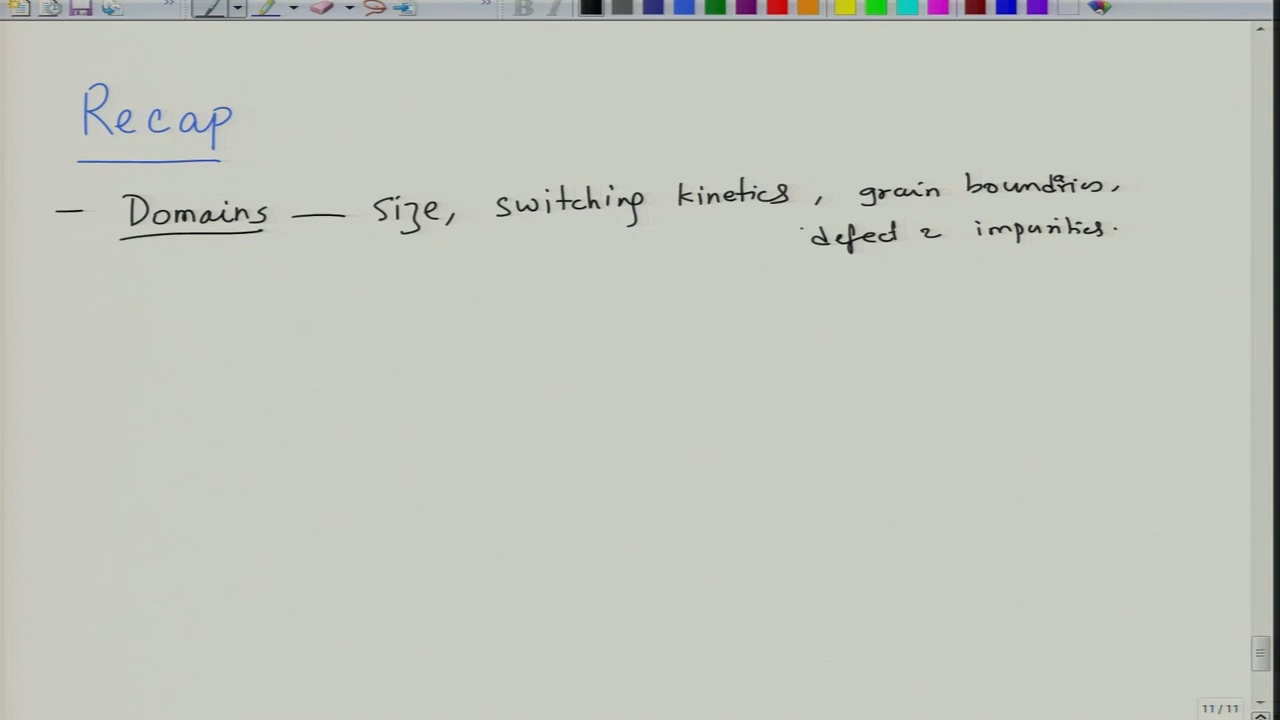 Recap
- Domains — size, switching kinetics, grain boundries,
defect & impurities.
11 / 11